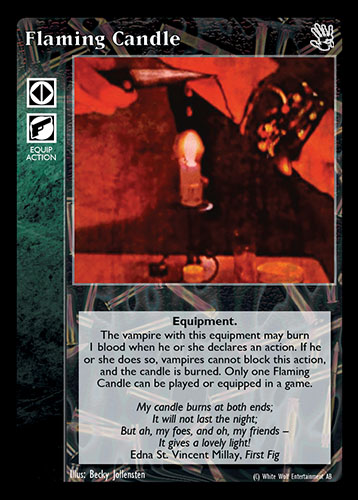 Flaming Candle
EQUIP
ACTION
Equipment.
The vampire with this equipment may burn
1 blood when he or she declares an action. If he
or she does so, vampires cannot block this action,
and the candle is burned. Only one Flaming
Candle can be played or equipped in a game.
My candle burns at both ends;
It will not last the night;
But ah, my foes, and oh, my friends –
It gives a lovely light!
Edna St. Vincent Millay, First Fig
Illus: Becky Jollensten
(C) White Wolf Entertainment AB